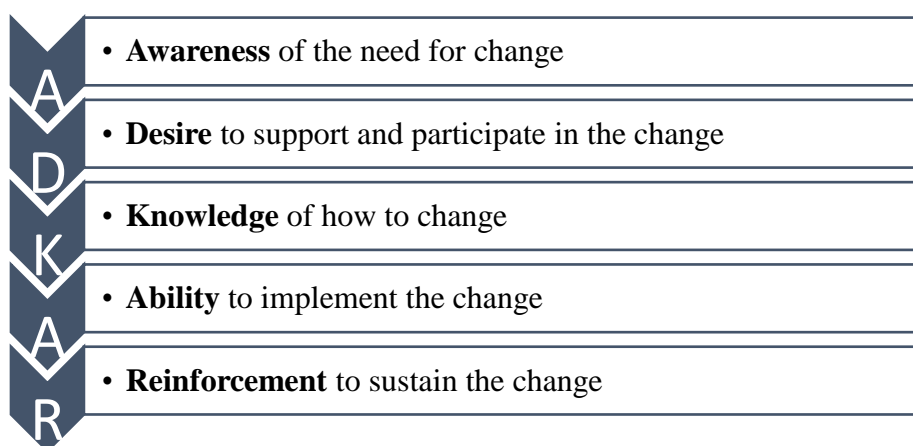 A
• Awareness of the need for change
D
• Desire to support and participate in the change
K
• Knowledge of how to change
A
• Ability to implement the change
R
• Reinforcement to sustain the change